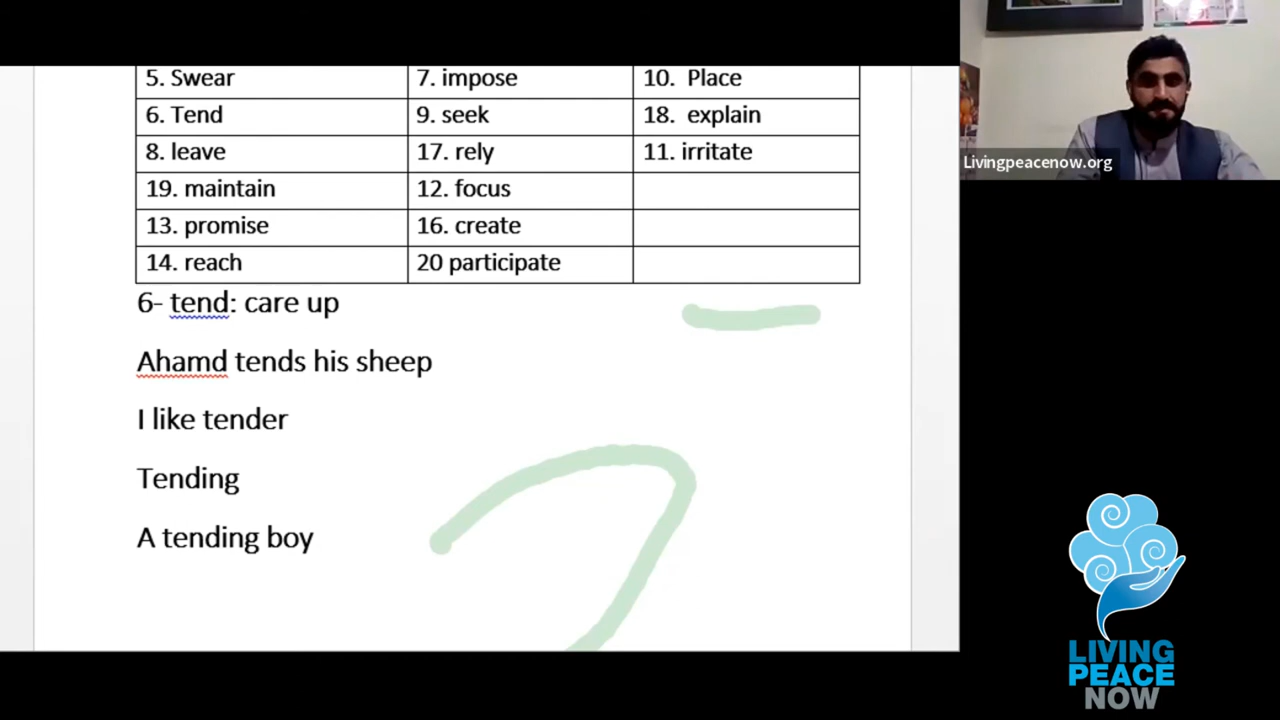 5. Swear 7. impose 10. Place
6. Tend 9. seek 18. explain
8. leave 17. rely 11. irritate
19. maintain 12. focus
13. promise 16. create
14. reach 20 participate
6- tend: care up
Ahamd tends his sheep
I like tender
Tending
A tending boy
Livingpeacenow.org
LIVING
PEACE
NOW